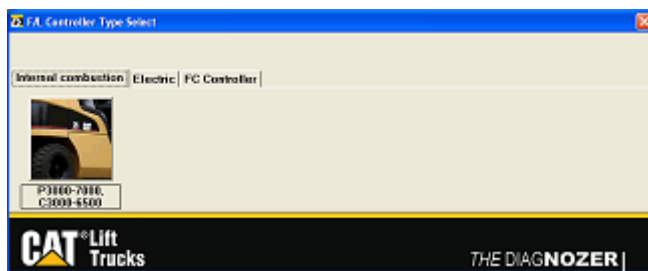 F/L Controller Type Select
Internal combustion Electric FC Controller
P3000-7000,
C3000-6500
CAT® Lift
Trucks
THE DIAGNOZER